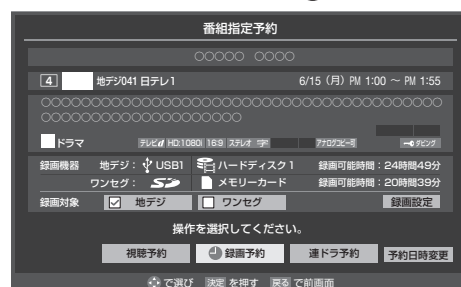 番組指定予約
○○○○○ ○○○○
4 地デジ041 日テレ1 6/15 (月) PM 1:00 ~ PM 1:55
○○○○○○○○○○○○○○○○○○○○○○○○○○○○○○○○○○○○○○○○
○○○○○○○○○○○○○○○○○○○○
ドラマ テレビd HD:1080i 16:9 ステレオ 字 アナログコピー可 ダビング
録画機器 地デジ: USB1 ハードディスク1 録画可能時間:24時間49分
ワンセグ: SD メモリーカード 録画可能時間:20時間39分
録画対象 地デジ ワンセグ 録画設定
操作を選択してください。
視聴予約 録画予約 連ドラ予約 予約日時変更
で選び 決定 を押す 戻る で前画面